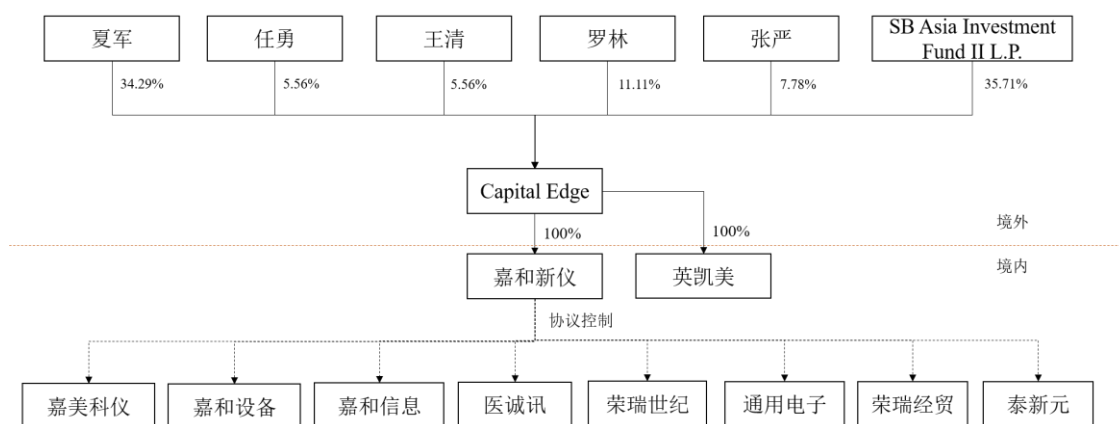 夏军
任勇
王清
罗林
张严
SB Asia Investment
Fund II L.P.
34.29%
5.56%
5.56%
11.11%
7.78%
35.71%
Capital Edge
境外
100%
100%
境内
嘉和新仪
英凯美
协议控制
嘉美科仪
嘉和设备
嘉和信息
医诚讯
荣瑞世纪
通用电子
荣瑞经贸
泰新元